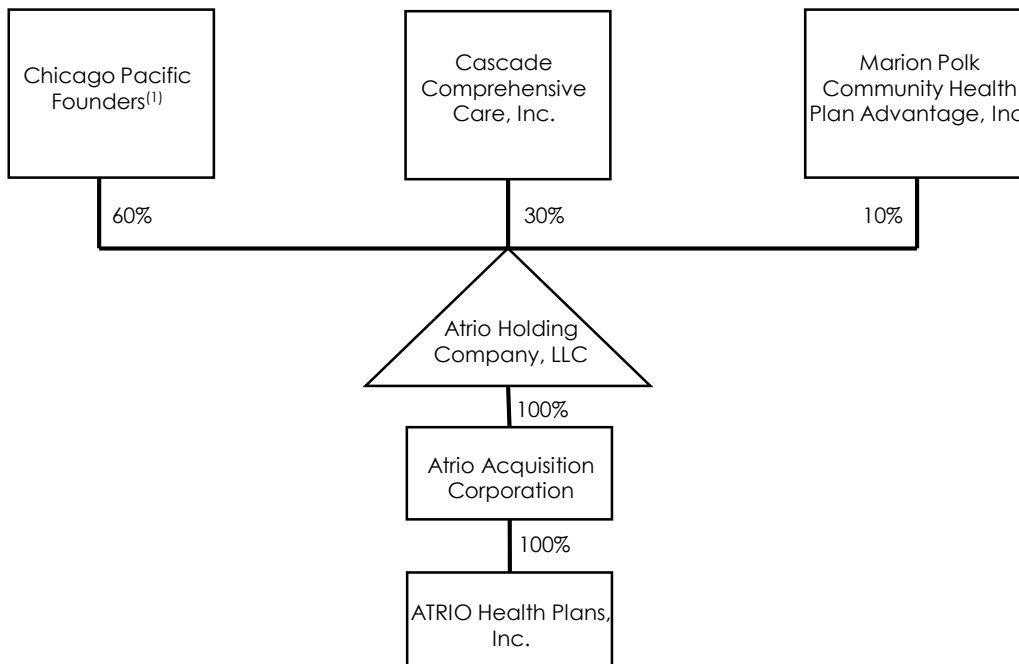 Chicago Pacific
Founders(1)
Cascade
Comprehensive
Care, Inc.
Marion Polk
Community Health
Plan Advantage, Inc
60%
30%
10%
Atrio Holding
Company, LLC
100%
Atrio Acquisition
Corporation
100%
ATRIO Health Plans,
Inc.